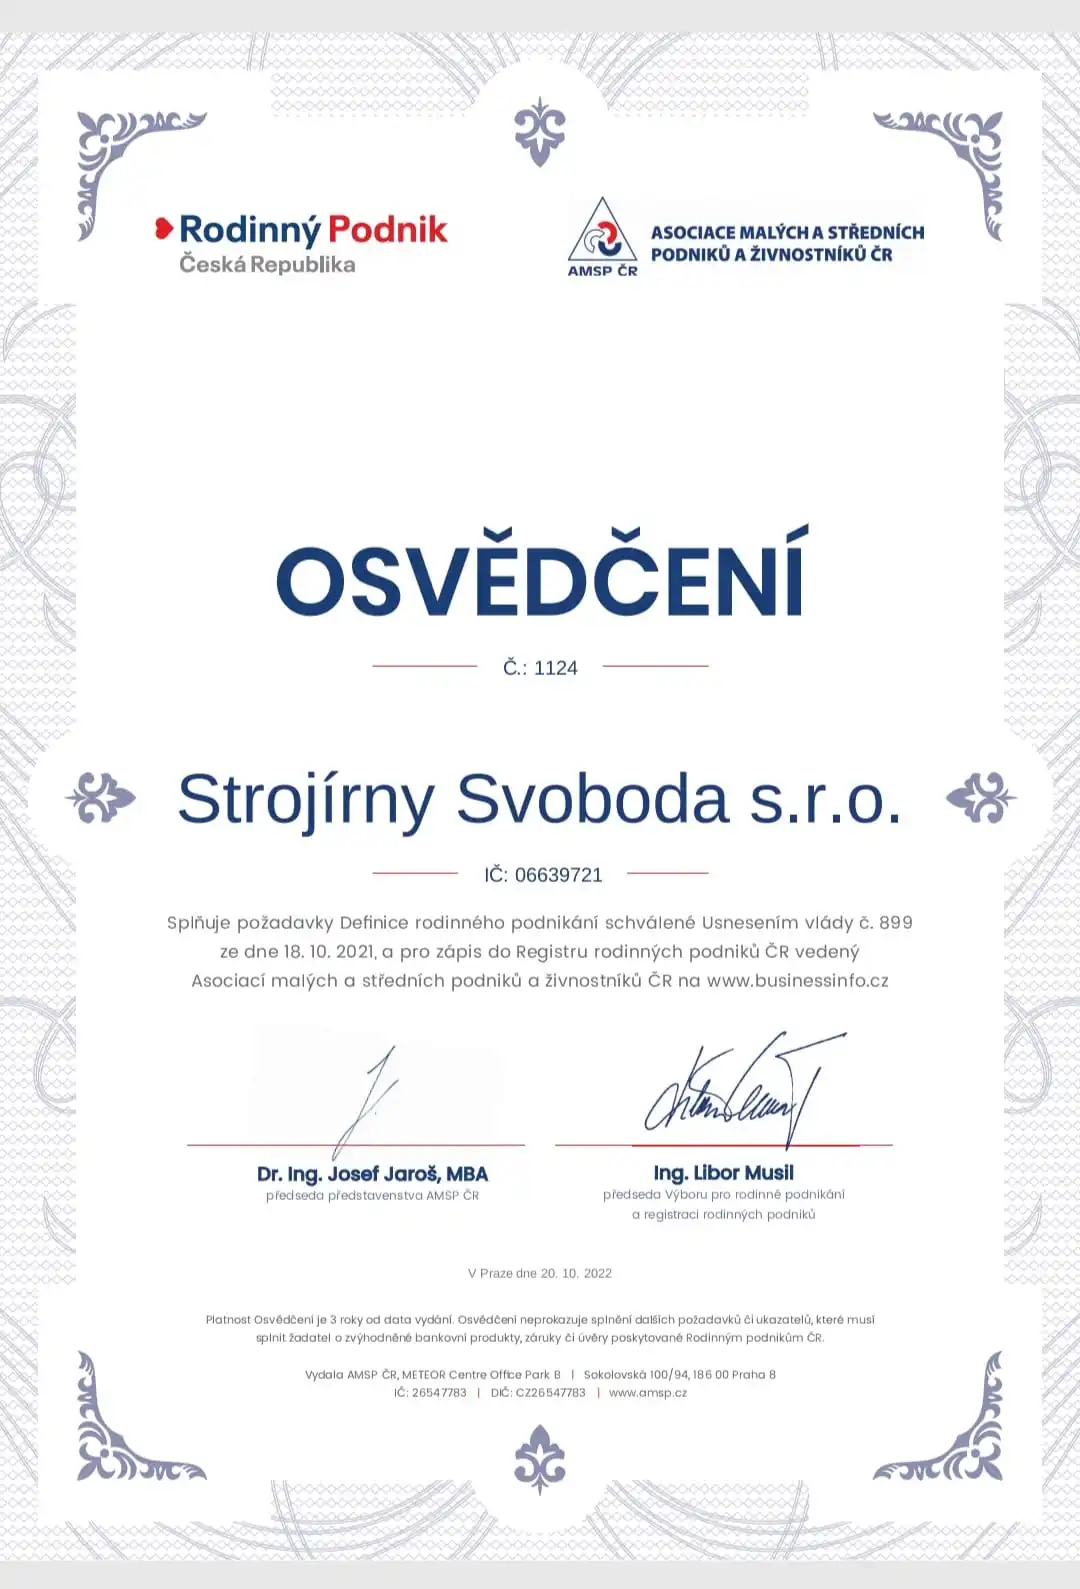 Rodinný Podnik
Česká Republika
AMSP ČR
ASOCIACE MALÝCH A STŘEDNÍCH
PODNIKŮ A ŽIVNOSTNÍKŮ ČR
OSVĚDČENÍ
Č.: 1124
Strojírny Svoboda s.r.o.
IČ: 06639721
Splňuje požadavky Definice rodinného podnikání schválené Usnesením vlády č. 899
ze dne 18. 10. 2021, a pro zápis do Registru rodinných podniků ČR vedený
Asociací malých a středních podniků a živnostníků ČR na www.businessinfo.cz
Dr. Ing. Josef Jaroš, MBA
předseda představenstva AMSP ČR
Ing. Libor Musil
předseda Výboru pro rodinné podnikání
a registraci rodinných podniků
V Praze dne 20. 10. 2022
Platnost Osvědčení je 3 roky od data vydání. Osvědčení neprokazuje splnění dalších požadavků či ukazatelů, které musí
splnit žadatel o zvýhodněné bankovní produkty, záruky či úvěry poskytované Rodinným podnikům ČR.
Vydala AMSP ČR, METEOR Centre Office Park B | Sokolovská 100/94, 186 00 Praha 8
IČ: 26547783 | DIČ: CZ26547783 | www.amsp.cz